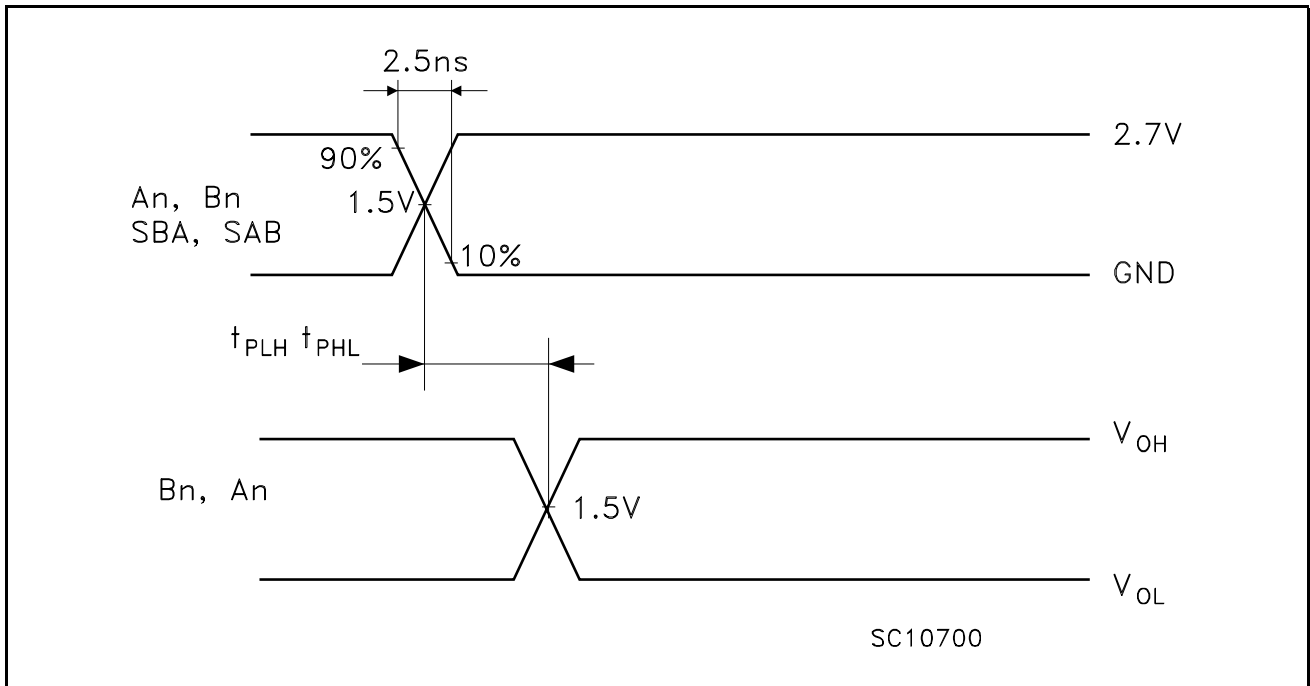 2.5ns
2.7V
90%
An, Bn
1.5V
SBA, SAB
10%
GND
tPLH tPHL
VOH
Bn, An
1.5V
VOL
SC10700